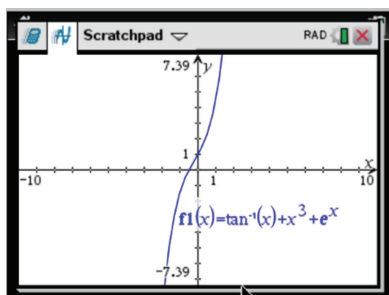 Scratchpad RAD
7.39 y
1
x
-10 1 10
f1(x)=tan⁻¹(x)+x³+eˣ
-7.39